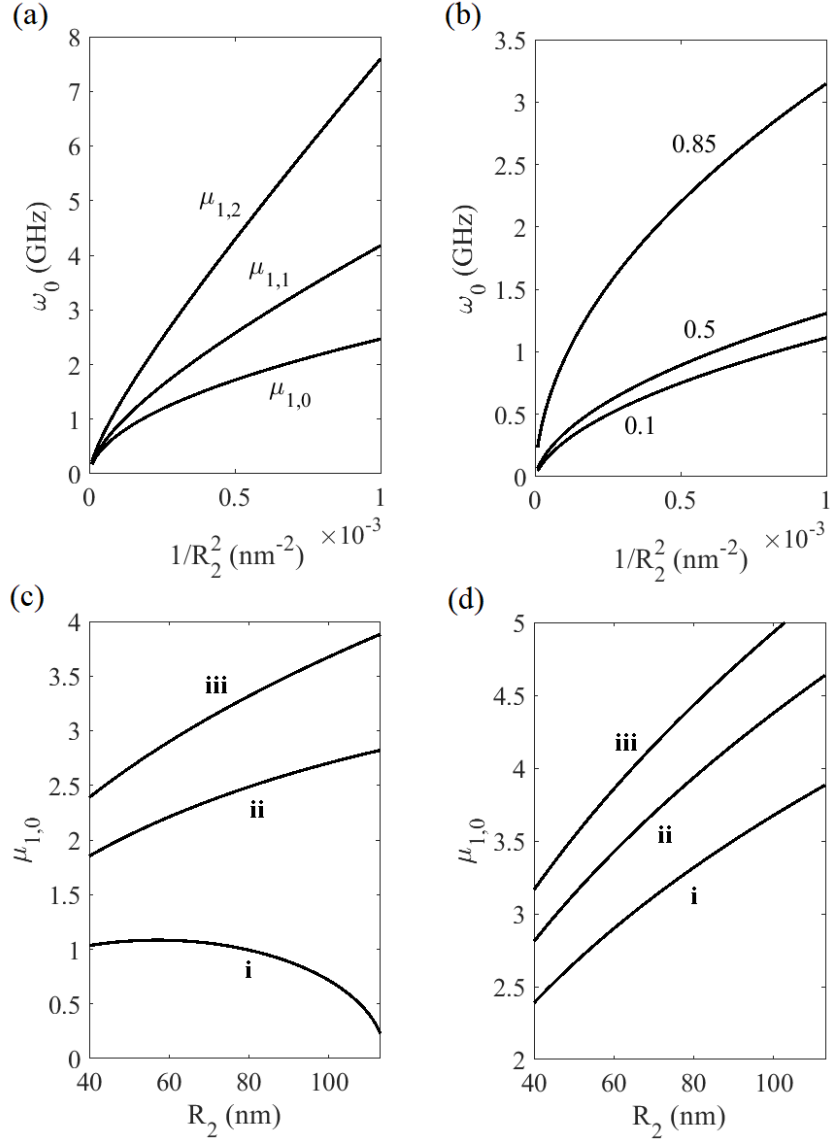 (a)
8
7
6
5
4
3
2
1
0
ω₀ (GHz)
μ₁,₂
μ₁,₁
μ₁,₀
0 0.5 1
×10⁻³
1/R₂² (nm⁻²)
(b)
3.5
3
2.5
2
1.5
1
0.5
0
ω₀ (GHz)
0.85
0.5
0.1
0 0.5 1
×10⁻³
1/R₂² (nm⁻²)
(c)
4
3.5
3
2.5
2
1.5
1
0.5
0
μ₁,₀
iii
ii
i
40 60 80 100
R₂ (nm)
(d)
5
4.5
4
3.5
3
2.5
2
μ₁,₀
iii
ii
i
40 60 80 100
R₂ (nm)